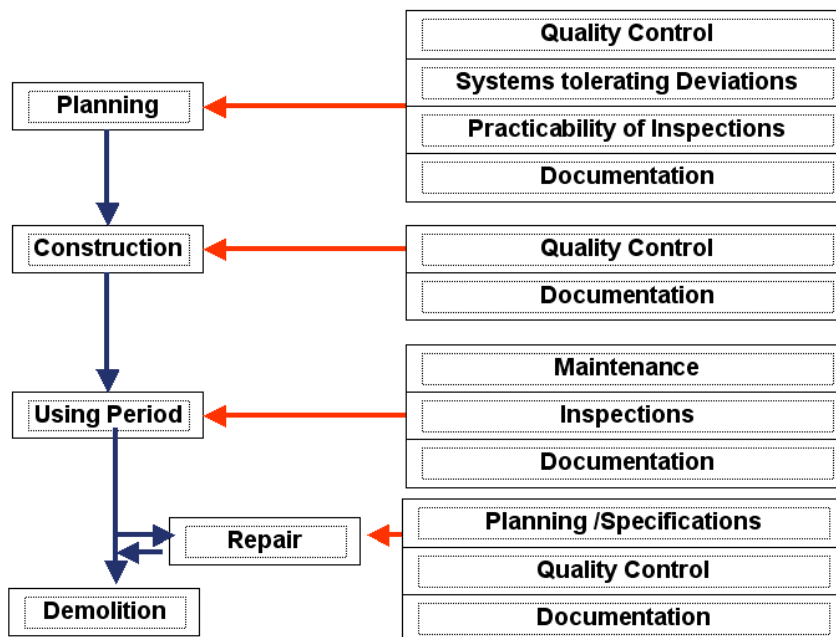 Quality Control
Planning
Systems tolerating Deviations
Practicability of Inspections
Documentation
Construction
Quality Control
Documentation
Maintenance
Using Period
Inspections
Documentation
Planning /Specifications
Repair
Quality Control
Demolition
Documentation